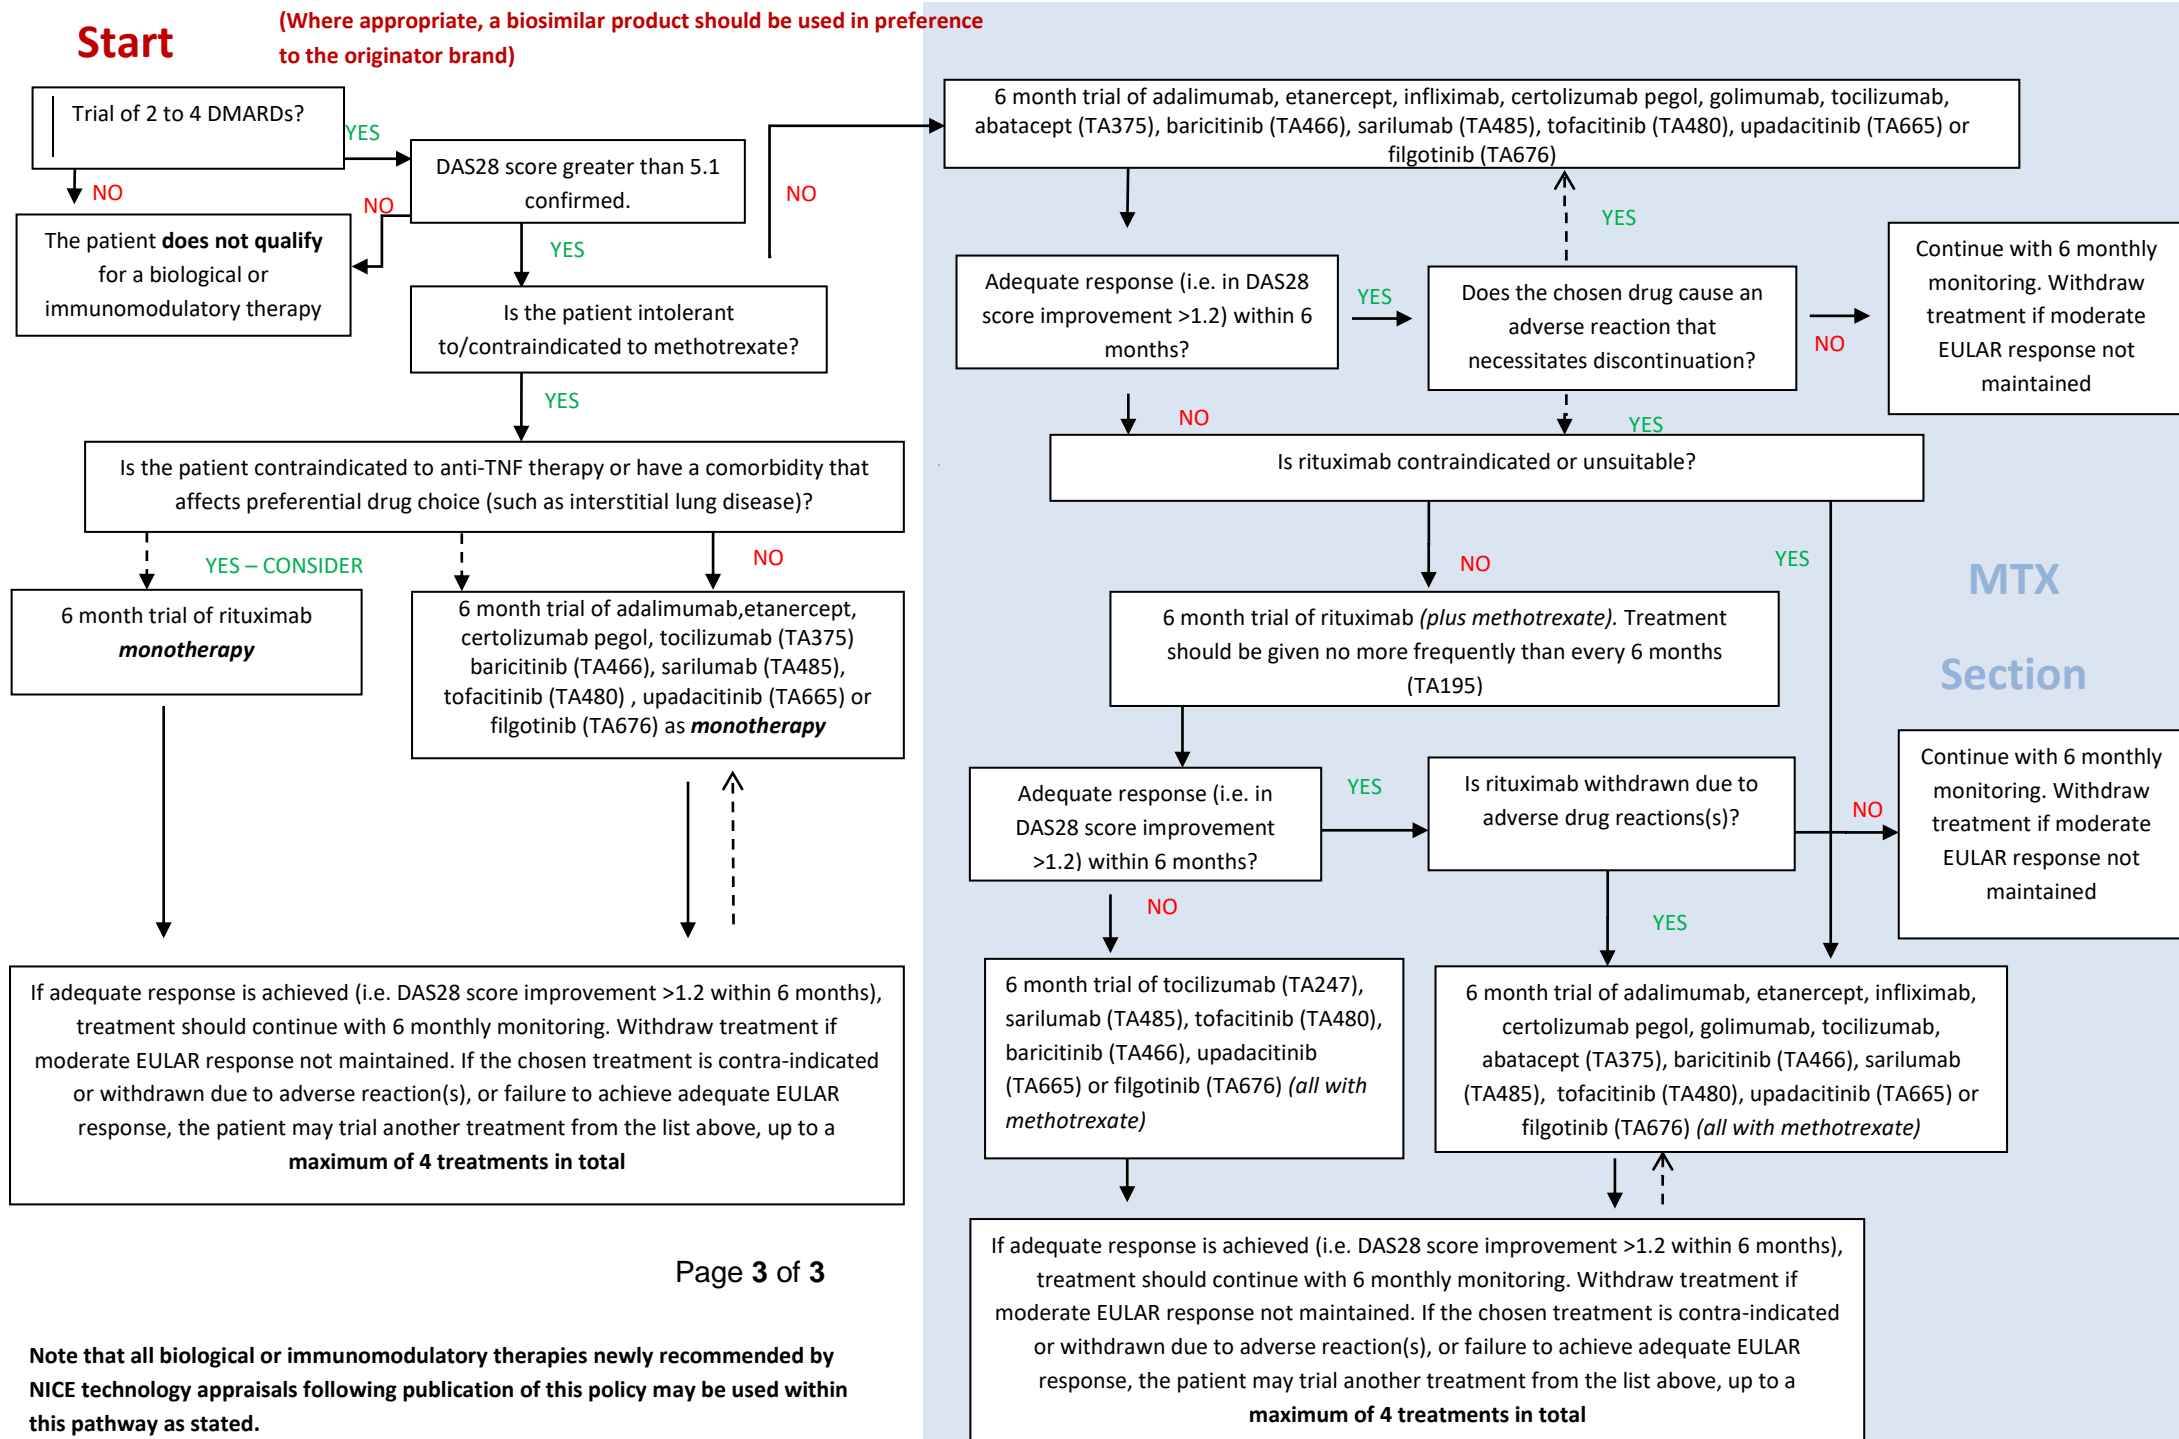 Start
(Where appropriate, a biosimilar product should be used in preference
to the originator brand)
Trial of 2 to 4 DMARDs?
YES
NO
DAS28 score greater than 5.1
confirmed.
NO
YES
The patient does not qualify
for a biological or
immunomodulatory therapy
Is the patient intolerant
to/contraindicated to methotrexate?
NO
YES
Is the patient contraindicated to anti-TNF therapy or have a comorbidity that
affects preferential drug choice (such as interstitial lung disease)?
YES – CONSIDER
NO
6 month trial of rituximab
monotherapy
6 month trial of adalimumab,etanercept,
certolizumab pegol, tocilizumab (TA375)
baricitinib (TA466), sarilumab (TA485),
tofacitinib (TA480) , upadacitinib (TA665) or
filgotinib (TA676) as monotherapy
If adequate response is achieved (i.e. DAS28 score improvement >1.2 within 6 months),
treatment should continue with 6 monthly monitoring. Withdraw treatment if
moderate EULAR response not maintained. If the chosen treatment is contra-indicated
or withdrawn due to adverse reaction(s), or failure to achieve adequate EULAR
response, the patient may trial another treatment from the list above, up to a
maximum of 4 treatments in total
Page 3 of 3
Note that all biological or immunomodulatory therapies newly recommended by
NICE technology appraisals following publication of this policy may be used within
this pathway as stated.
6 month trial of adalimumab, etanercept, infliximab, certolizumab pegol, golimumab, tocilizumab,
abatacept (TA375), baricitinib (TA466), sarilumab (TA485), tofacitinib (TA480), upadacitinib (TA665) or
filgotinib (TA676)
YES
Adequate response (i.e. in DAS28
score improvement >1.2) within 6
months?
YES
NO
Does the chosen drug cause an
adverse reaction that
necessitates discontinuation?
NO
YES
Continue with 6 monthly
monitoring. Withdraw
treatment if moderate
EULAR response not
maintained
Is rituximab contraindicated or unsuitable?
NO
YES
MTX
Section
6 month trial of rituximab (plus methotrexate). Treatment
should be given no more frequently than every 6 months
(TA195)
Adequate response (i.e. in
DAS28 score improvement
>1.2) within 6 months?
YES
NO
Is rituximab withdrawn due to
adverse drug reactions(s)?
NO
YES
Continue with 6 monthly
monitoring. Withdraw
treatment if moderate
EULAR response not
maintained
6 month trial of tocilizumab (TA247),
sarilumab (TA485), tofacitinib (TA480),
baricitinib (TA466), upadacitinib
(TA665) or filgotinib (TA676) (all with
methotrexate)
6 month trial of adalimumab, etanercept, infliximab,
certolizumab pegol, golimumab, tocilizumab,
abatacept (TA375), baricitinib (TA466), sarilumab
(TA485), tofacitinib (TA480), upadacitinib (TA665) or
filgotinib (TA676) (all with methotrexate)
If adequate response is achieved (i.e. DAS28 score improvement >1.2 within 6 months),
treatment should continue with 6 monthly monitoring. Withdraw treatment if
moderate EULAR response not maintained. If the chosen treatment is contra-indicated
or withdrawn due to adverse reaction(s), or failure to achieve adequate EULAR
response, the patient may trial another treatment from the list above, up to a
maximum of 4 treatments in total